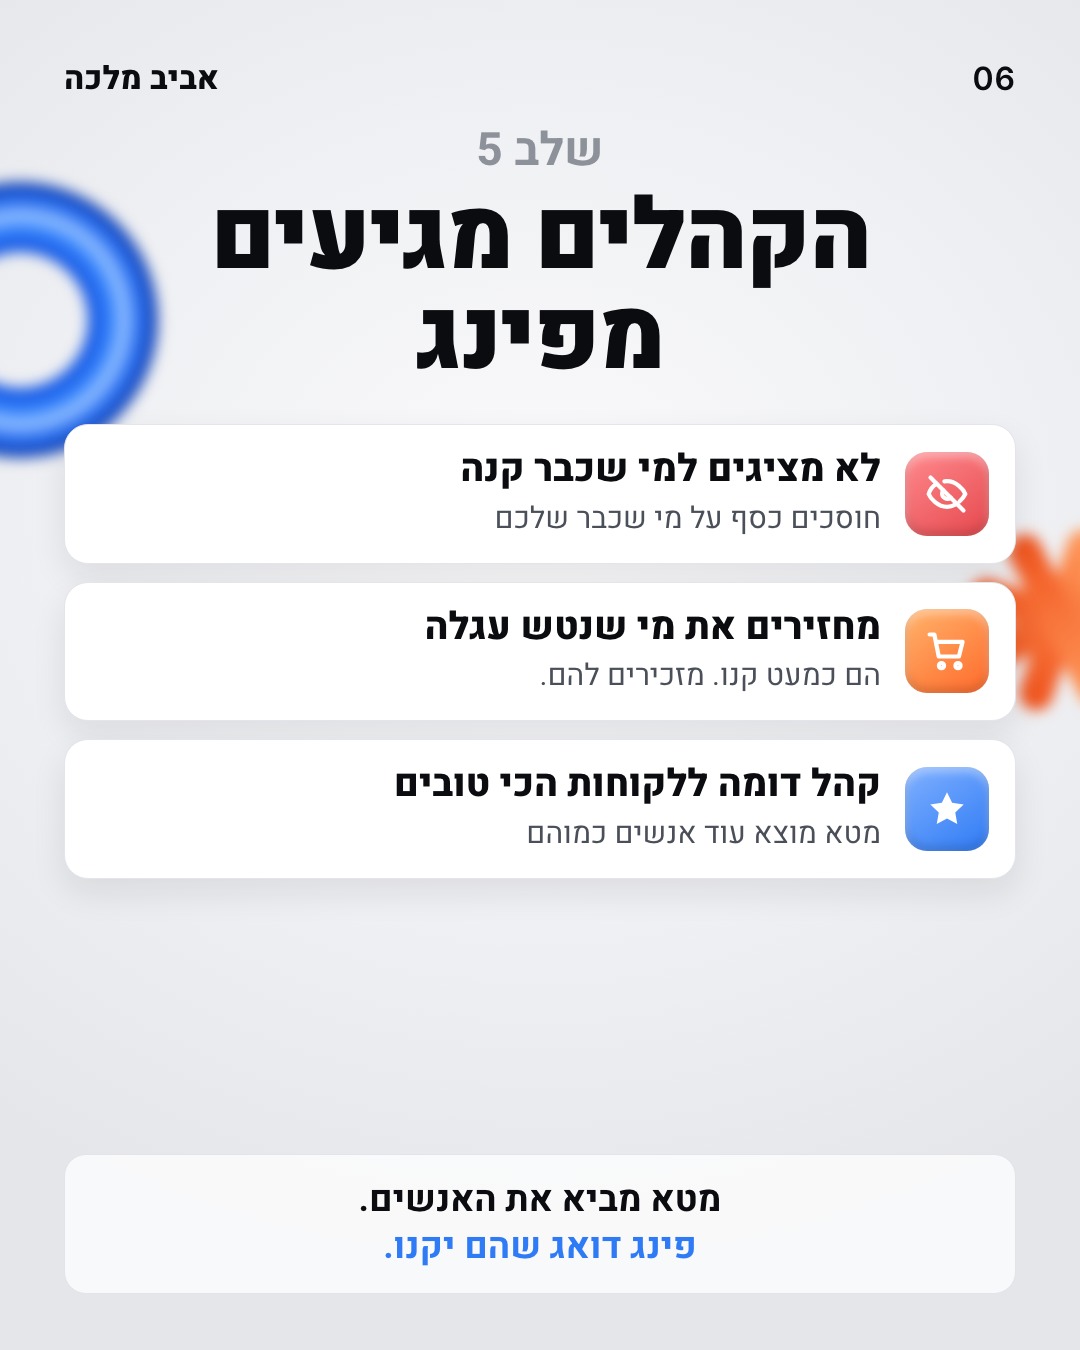 06
אביב מלכה
שלב 5
הקהלים מגיעים
מפינג
לא מציגים למי שכבר קנה
חוסכים כסף על מי שכבר שלכם
מחזירים את מי שנטש עגלה
הם כמעט קנו. מזכירים להם.
קהל דומה ללקוחות הכי טובים
מטא מוצא עוד אנשים כמוהם
מטא מביא את האנשים.
פינג דואג שהם יקנו.